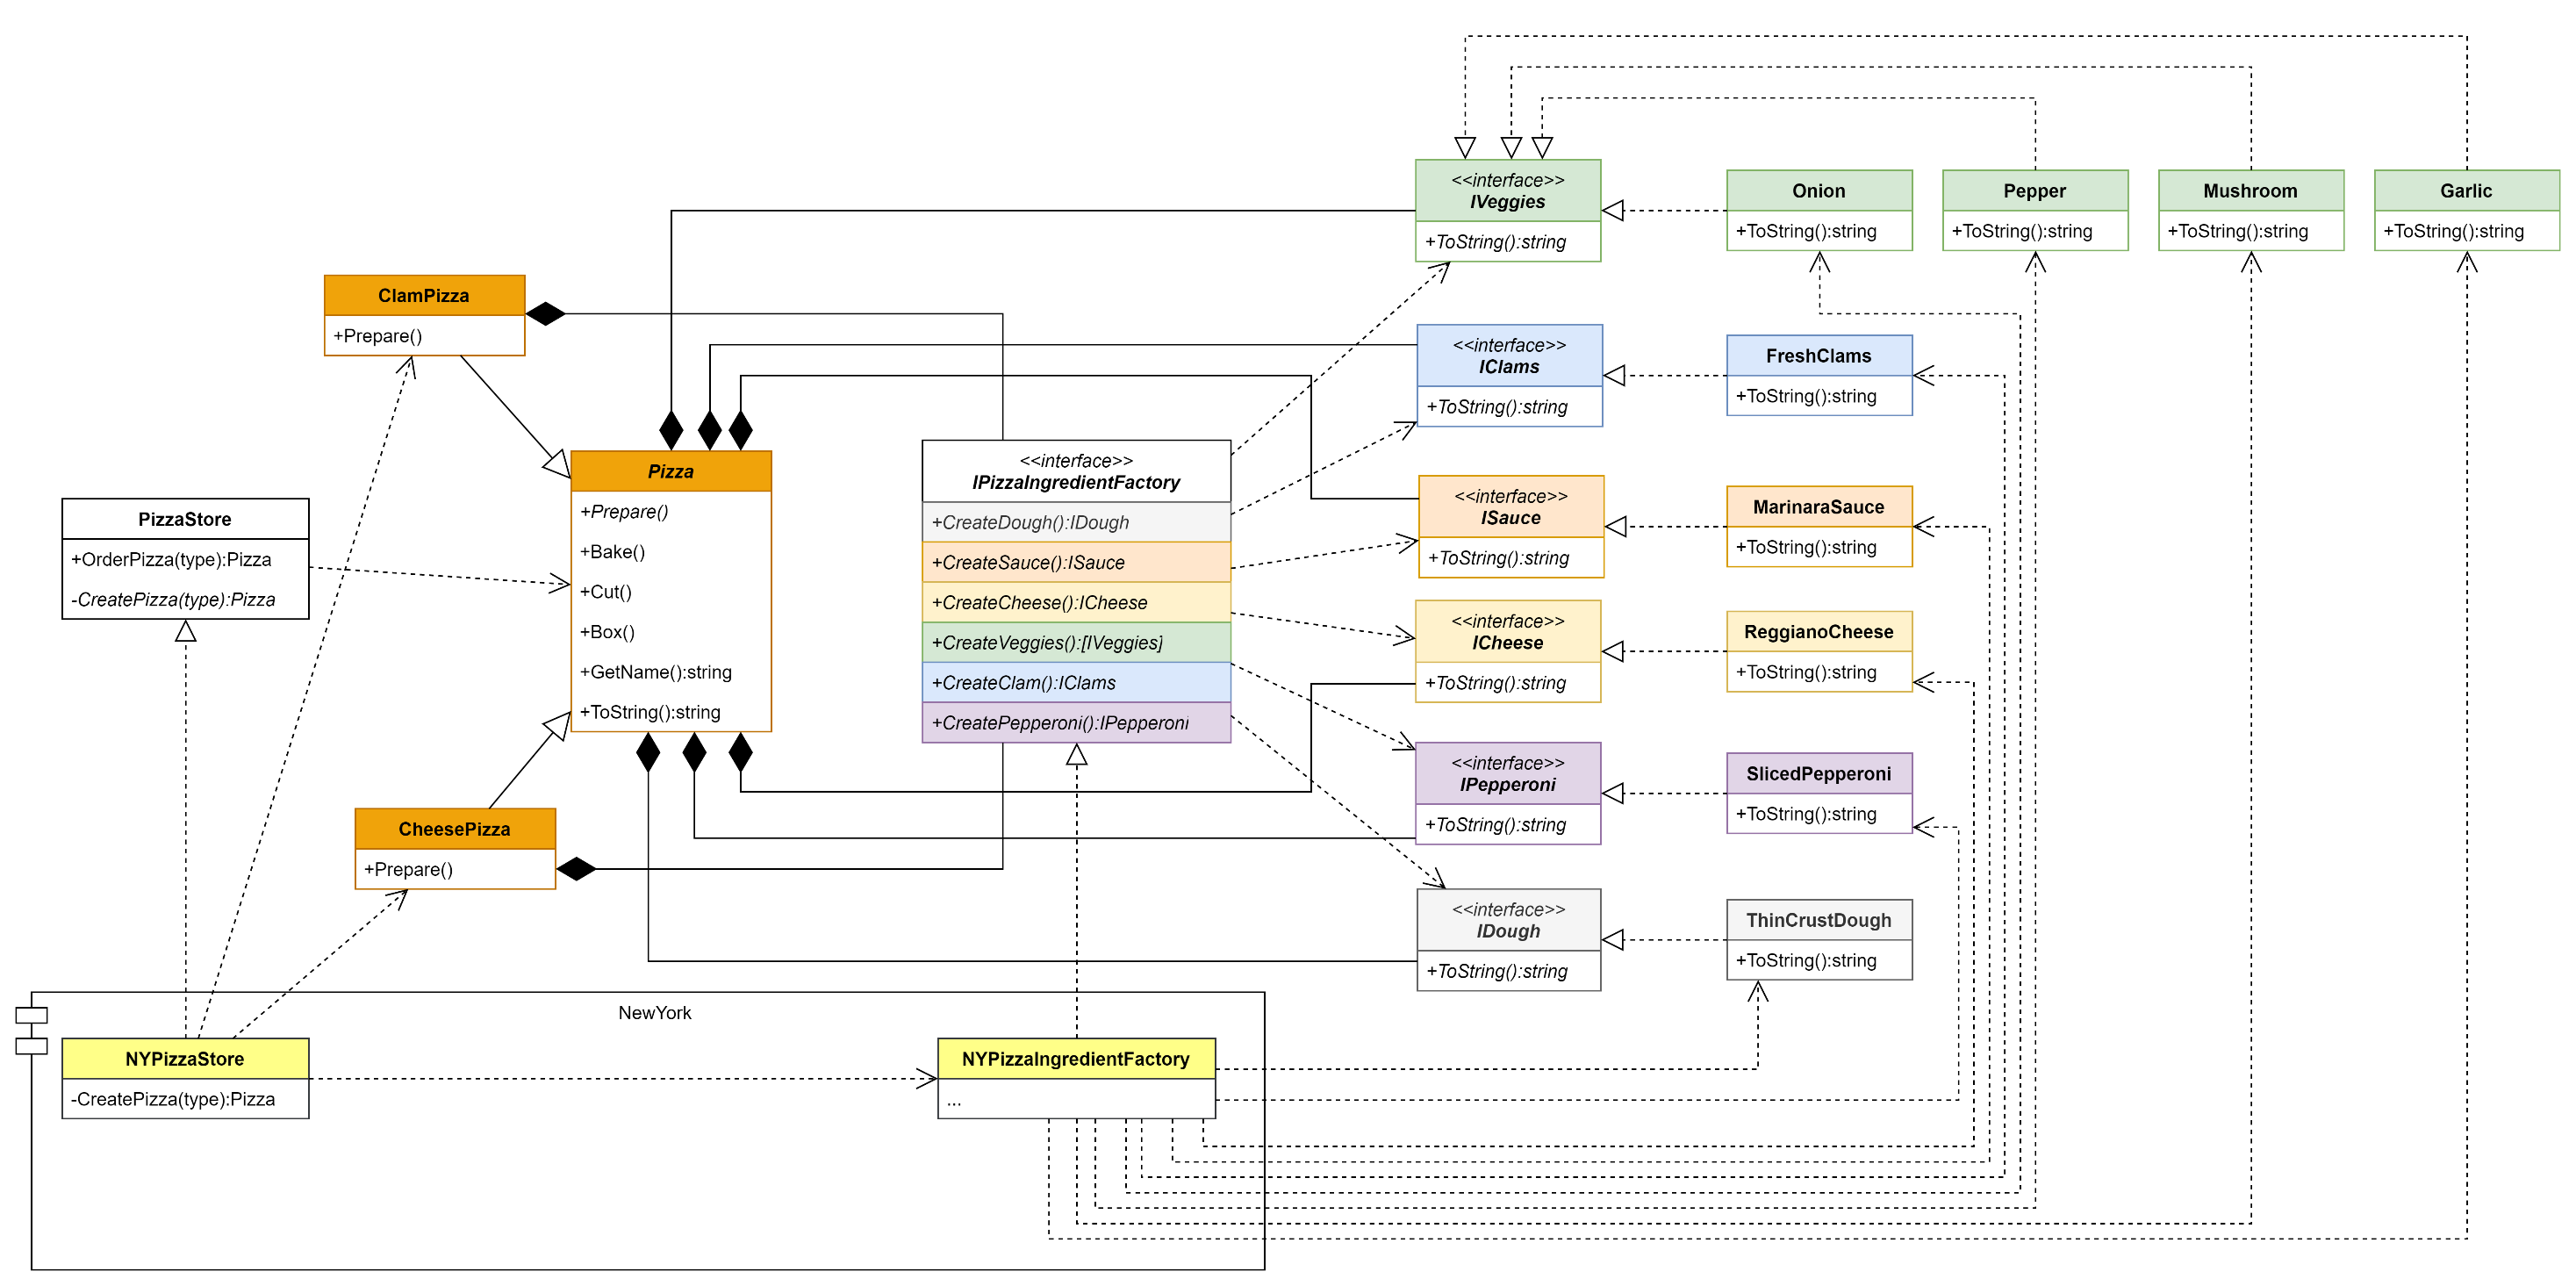 <<interface>>
IVeggies
+ToString():string
Onion
+ToString():string
Pepper
+ToString():string
Mushroom
+ToString():string
Garlic
+ToString():string
ClamPizza
+Prepare()
<<interface>>
IClams
+ToString():string
FreshClams
+ToString():string
Pizza
+Prepare()
+Bake()
+Cut()
+Box()
+GetName():string
+ToString():string
<<interface>>
IPizzaIngredientFactory
+CreateDough():IDough
+CreateSauce():ISauce
+CreateCheese():ICheese
+CreateVeggies():[IVeggies]
+CreateClam():IClams
+CreatePepperoni():IPepperoni
<<interface>>
ISauce
+ToString():string
MarinaraSauce
+ToString():string
PizzaStore
+OrderPizza(type):Pizza
-CreatePizza(type):Pizza
<<interface>>
ICheese
+ToString():string
ReggianoCheese
+ToString():string
<<interface>>
IPepperoni
+ToString():string
SlicedPepperoni
+ToString():string
CheesePizza
+Prepare()
<<interface>>
IDough
+ToString():string
ThinCrustDough
+ToString():string
NewYork
NYPizzaStore
-CreatePizza(type):Pizza
NYPizzaIngredientFactory
...